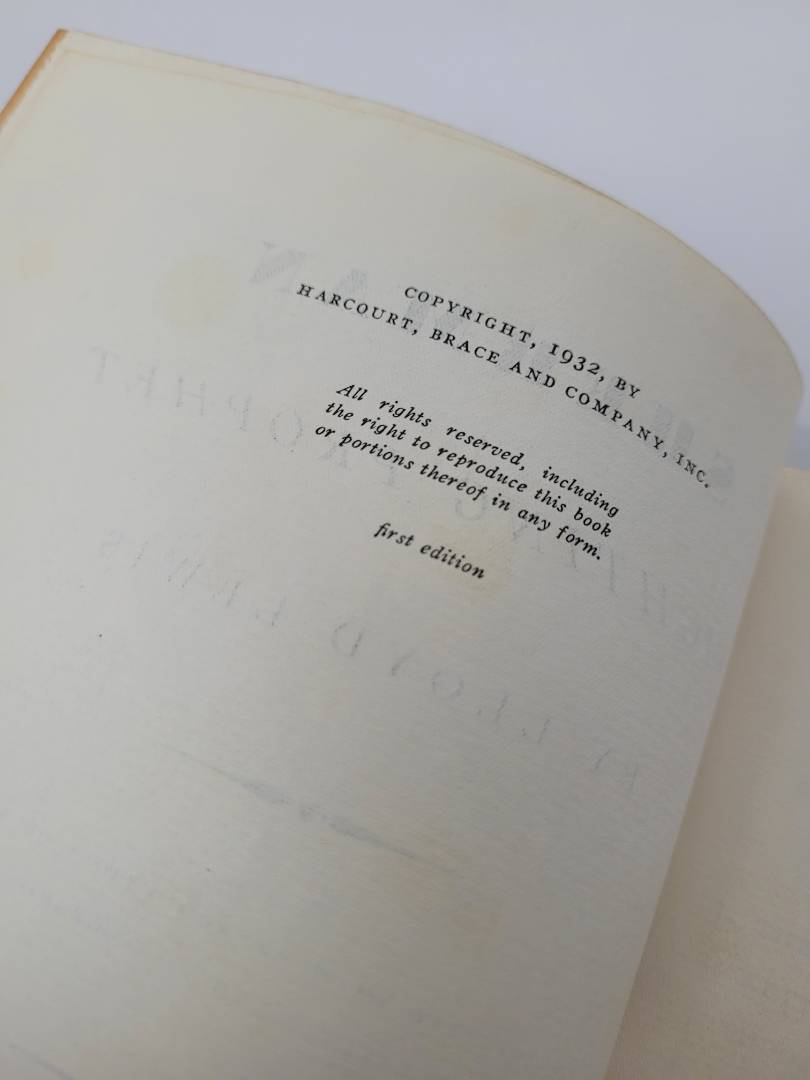 COPYRIGHT, 1932, BY
HARCOURT, BRACE AND COMPANY, INC.
All rights reserved, including
the right to reproduce this book
or portions thereof in any form.
first edition